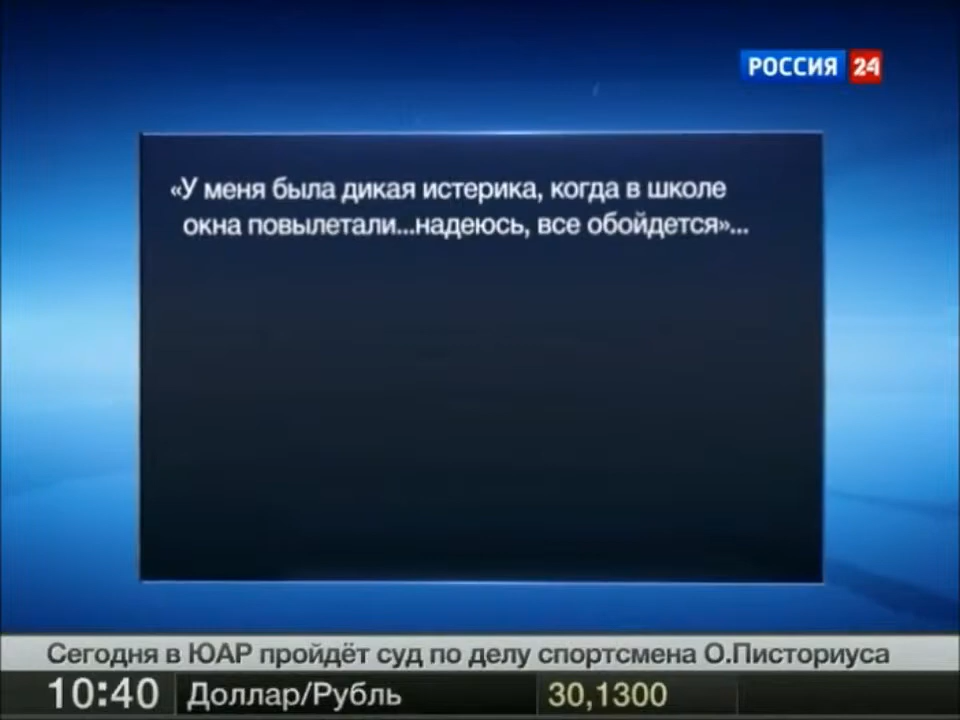 РОССИЯ 24
«У меня была дикая истерика, когда в школе
окна повылетали...надеюсь, все обойдется»...
Сегодня в ЮАР пройдёт суд по делу спортсмена О.Писториуса
10:40 Доллар/Рубль 30,1300